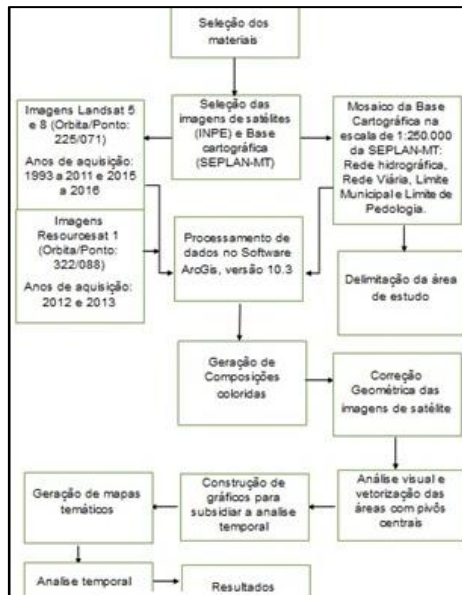 Seleção dos
materiais
Imagens Landsat 5
e 8 (Orbita/Ponto:
225/071)
Anos de aquisição:
1993 a 2011 e 2015
a 2016
Seleção das
imagens de satélites
(INPE) e Base
cartográfica
(SEPLAN-MT)
Mosaico da Base
Cartográfica na
escala de 1:250.000
da SEPLAN-MT:
Rede hidrográfica,
Rede Viária, Limite
Municipal e Limite de
Pedologia.
Imagens
Resourcesat 1
(Orbita/Ponto:
322/088)
Anos de aquisição:
2012 e 2013
Processamento de
dados no Software
ArcGis, versão 10.3
Delimitação da área
de estudo
Geração de
Composições
coloridas
Correção
Geométrica das
imagens de satélite
Geração de mapas
temáticos
Construção de
gráficos para
subsidiar a analise
temporal
Análise visual e
vetorização das
áreas com pivôs
centrais
Analise temporal
Resultados